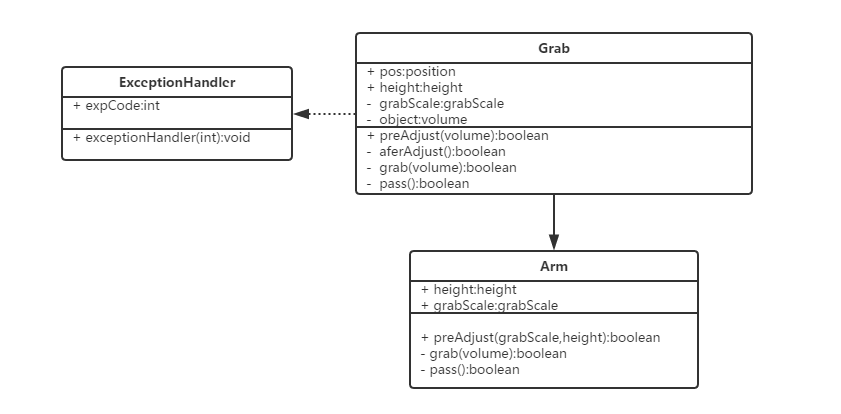 ExceptionHandler
+ expCode:int
+ exceptionHandler(int):void
Grab
+ pos:position
+ height:height
- grabScale:grabScale
- object:volume
+ preAdjust(volume):boolean
- aferAdjust():boolean
- grab(volume):boolean
- pass():boolean
Arm
+ height:height
+ grabScale:grabScale
+ preAdjust(grabScale,height):boolean
- grab(volume):boolean
- pass():boolean